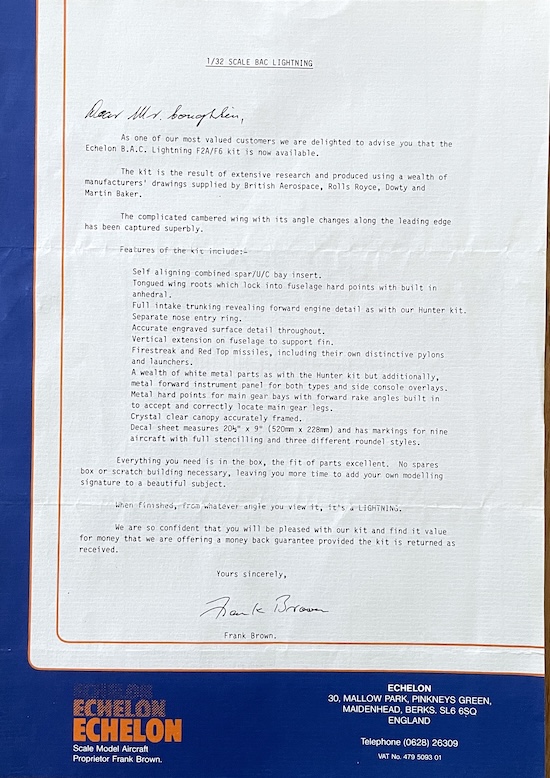 1/32 SCALE BAC LIGHTNING
Dear Mr. Coughlin,
As one of our most valued customers we are delighted to advise you that the
Echelon B.A.C. Lightning F2A/F6 kit is now available.
The kit is the result of extensive research and produced using a wealth of
manufacturers' drawings supplied by British Aerospace, Rolls Royce, Dowty and
Martin Baker.
The complicated cambered wing with its angle changes along the leading edge
has been captured superbly.
Features of the kit include:-
Self aligning combined spar/U/C bay insert.
Tongued wing roots which lock into fuselage hard points with built in
anhedral.
Full intake trunking revealing forward engine detail as with our Hunter kit.
Separate nose entry ring.
Accurate engraved surface detail throughout.
Vertical extension on fuselage to support fin.
Firestreak and Red Top missiles, including their own distinctive pylons
and launchers.
A wealth of white metal parts as with the Hunter kit but additionally,
metal forward instrument panel for both types and side console overlays.
Metal hard points for main gear bays with forward rake angles built in
to accept and correctly locate main gear legs.
Crystal clear canopy accurately framed.
Decal sheet measures 20½" x 9" (520mm x 228mm) and has markings for nine
aircraft with full stencilling and three different roundel styles.
Everything you need is in the box, the fit of parts excellent. No spares
box or scratch building necessary, leaving you more time to add your own modelling
signature to a beautiful subject.
When finished, from whatever angle you view it, it's a LIGHTNING.
We are so confident that you will be pleased with our kit and find it value
for money that we are offering a money back guarantee provided the kit is returned as
received.
Yours sincerely,
Frank Brown
Frank Brown.
ECHELON
ECHELON
ECHELON
Scale Model Aircraft
Proprietor Frank Brown.
ECHELON
30, MALLOW PARK, PINKNEYS GREEN,
MAIDENHEAD, BERKS. SL6 6SQ
ENGLAND
Telephone (0628) 26309
VAT No. 479 5093 01